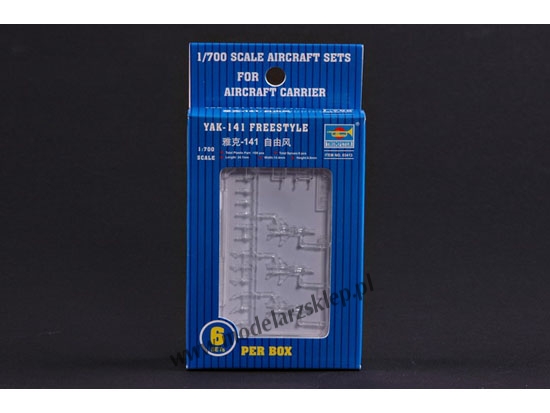 1/700 SCALE AIRCRAFT SETS
FOR
AIRCRAFT CARRIER
YAK-141 FREESTYLE
雅克-141 自由风
1:700
SCALE
TRUMPETER
6
PER BOX
www.modelarzsklep.pl